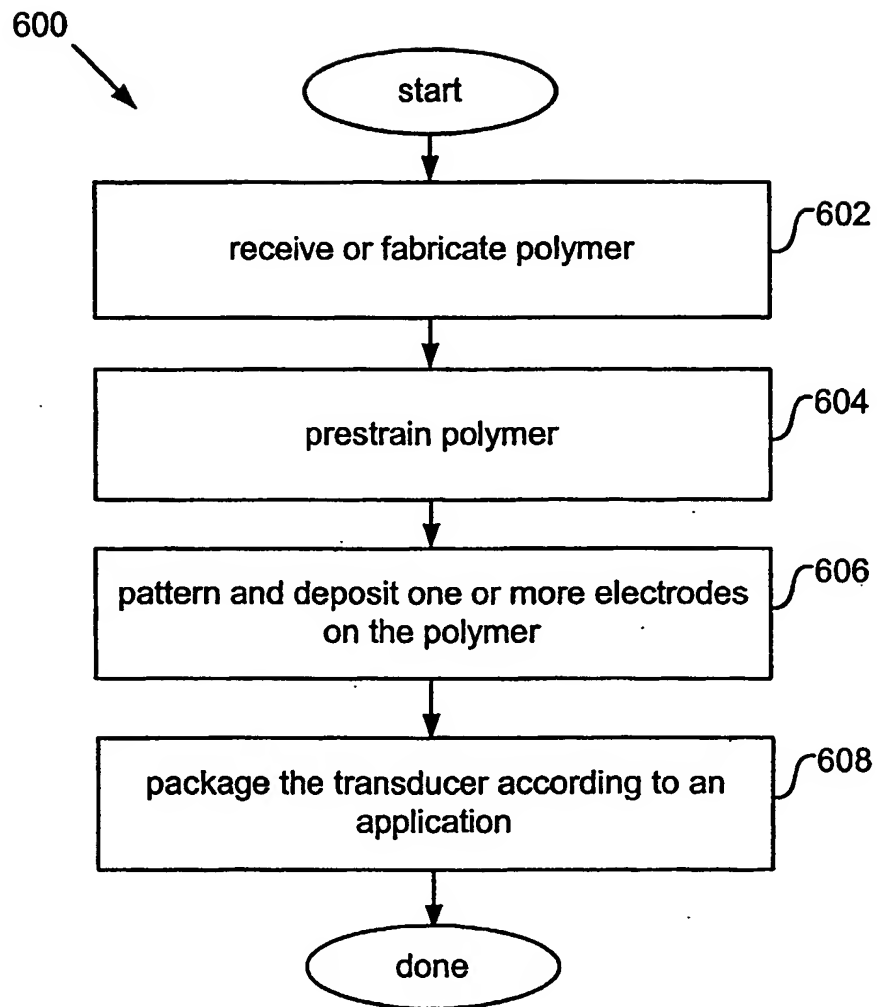 600
start
receive or fabricate polymer
602
prestrain polymer
604
pattern and deposit one or more electrodes
on the polymer
606
package the transducer according to an
application
608
done